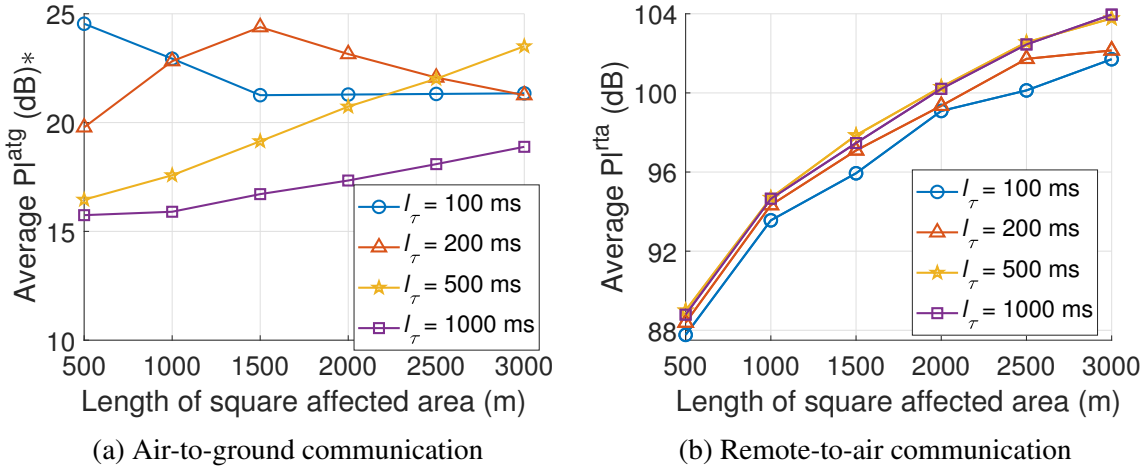 25
20
15
10
Average Pl^atg (dB)*
500 1000 1500 2000 2500 3000
Length of square affected area (m)
l_τ = 100 ms
l_τ = 200 ms
l_τ = 500 ms
l_τ = 1000 ms
(a) Air-to-ground communication
104
100
96
92
88
Average Pl^rta (dB)
500 1000 1500 2000 2500 3000
Length of square affected area (m)
l_τ = 100 ms
l_τ = 200 ms
l_τ = 500 ms
l_τ = 1000 ms
(b) Remote-to-air communication